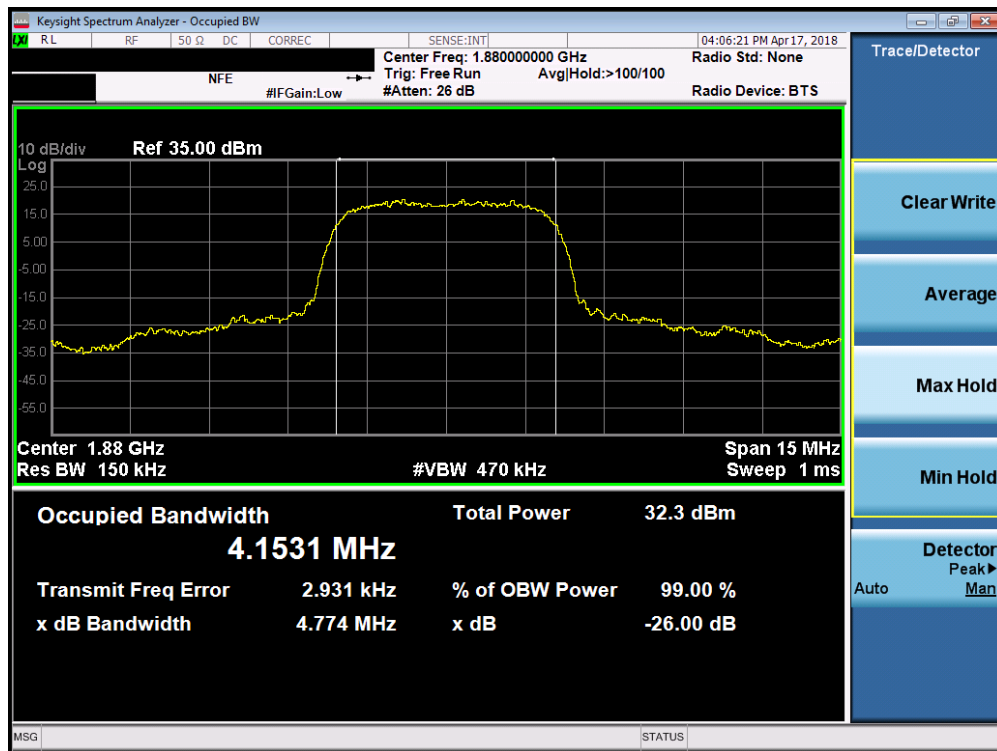 Keysight Spectrum Analyzer - Occupied BW
LXI RL RF 50 Ω DC CORREC SENSE:INT 04:06:21 PM Apr 17, 2018
Center Freq: 1.880000000 GHz Radio Std: None
NFE Trig: Free Run Avg|Hold:>100/100
#IFGain:Low #Atten: 26 dB Radio Device: BTS
Trace/Detector
10 dB/div Ref 35.00 dBm
Log
25.0
15.0
5.00
-5.00
-15.0
-25.0
-35.0
-45.0
-55.0
Center 1.88 GHz Span 15 MHz
Res BW 150 kHz #VBW 470 kHz Sweep 1 ms
Occupied Bandwidth Total Power 32.3 dBm
4.1531 MHz
Transmit Freq Error 2.931 kHz % of OBW Power 99.00 %
x dB Bandwidth 4.774 MHz x dB -26.00 dB
Clear Write
Average
Max Hold
Min Hold
Detector
Peak▶
Auto Man
MSG STATUS